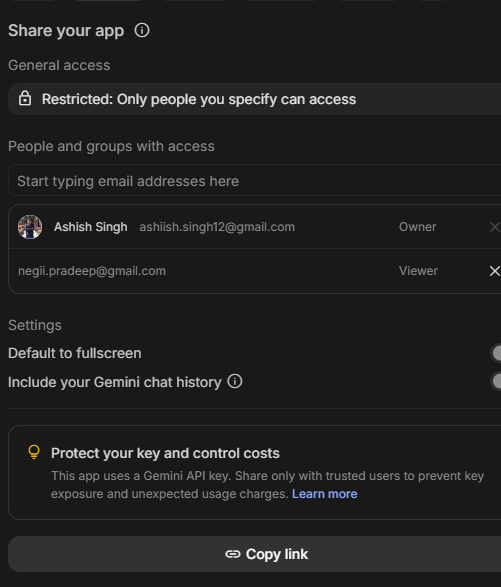 Share your app
General access
Restricted: Only people you specify can access
People and groups with access
Start typing email addresses here
Ashish Singh ashiish.singh12@gmail.com Owner
negii.pradeep@gmail.com Viewer
Settings
Default to fullscreen
Include your Gemini chat history
Protect your key and control costs
This app uses a Gemini API key. Share only with trusted users to prevent key
exposure and unexpected usage charges. Learn more
Copy link